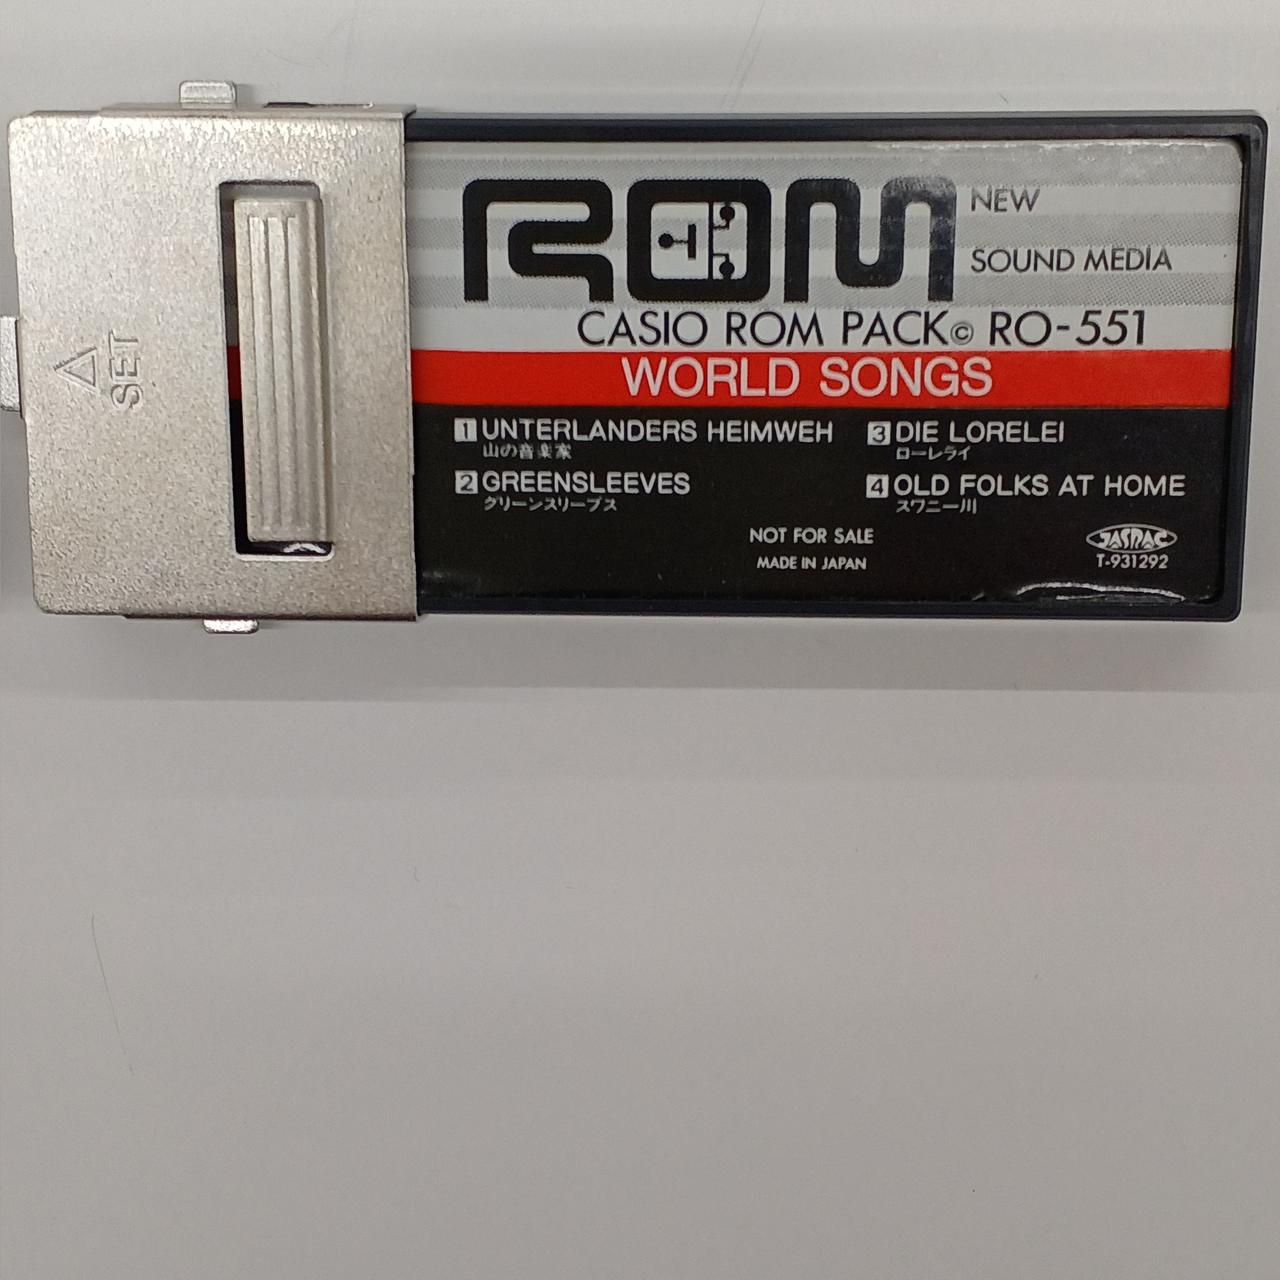 SET
ROM
NEW
SOUND MEDIA
CASIO ROM PACK© RO-551
WORLD SONGS
1 UNTERLANDERS HEIMWEH
山の音楽家
2 GREENSLEEVES
グリーンスリーブス
3 DIE LORELEI
ローレライ
4 OLD FOLKS AT HOME
スワニー川
NOT FOR SALE
MADE IN JAPAN
JASRAC
T-931292